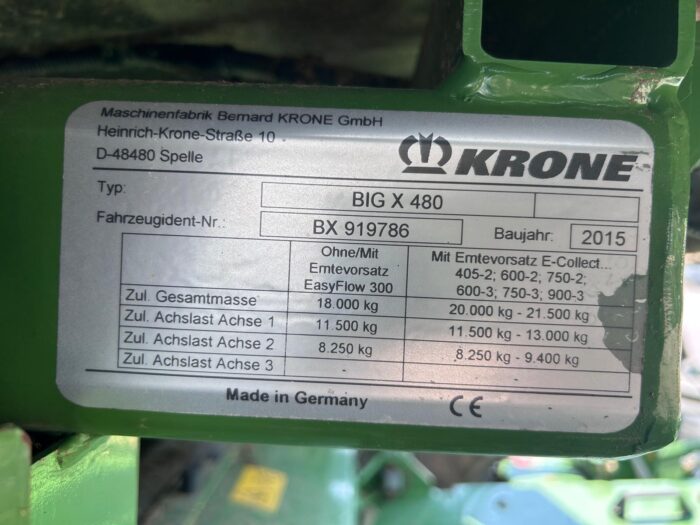 Maschinenfabrik Bernard KRONE GmbH
Heinrich-Krone-Straße 10
D-48480 Spelle
KRONE
Typ: BIG X 480
Fahrzeugident-Nr.: BX 919786 Baujahr: 2015
Ohne/Mit
Erntevorsatz
EasyFlow 300
Mit Erntevorsatz E-Collect...
405-2; 600-2; 750-2;
600-3; 750-3; 900-3
Zul. Gesamtmasse 18.000 kg 20.000 kg - 21.500 kg
Zul. Achslast Achse 1 11.500 kg 11.500 kg - 13.000 kg
Zul. Achslast Achse 2 8.250 kg 8.250 kg - 9.400 kg
Zul. Achslast Achse 3
Made in Germany CE